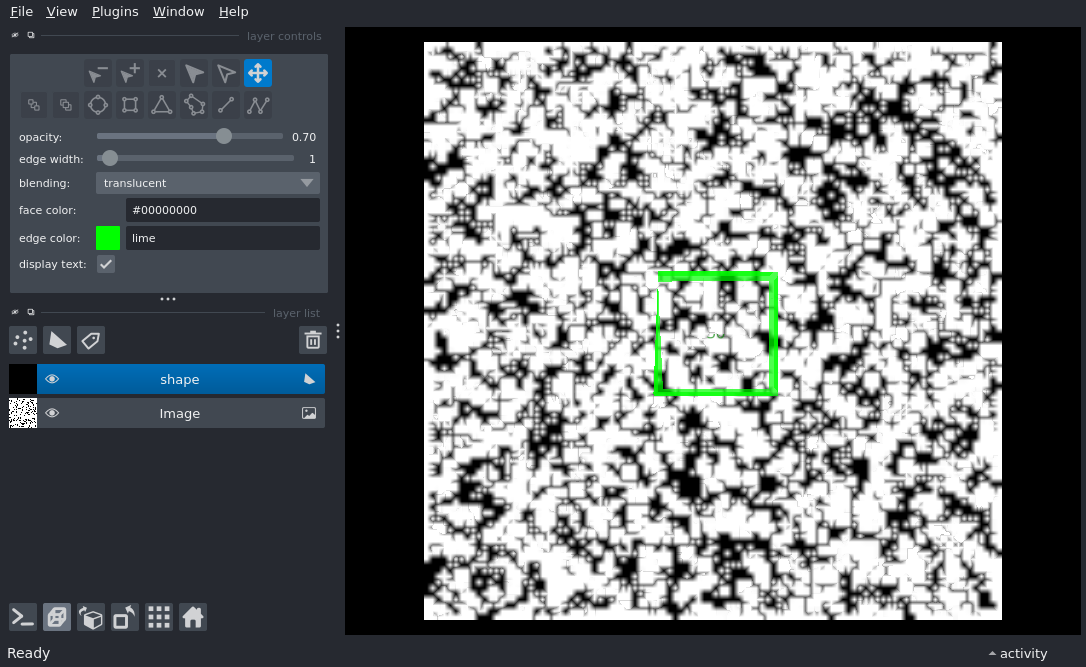 File View Plugins Window Help
layer controls
opacity: 0.70
edge width: 1
blending: translucent
face color: #00000000
edge color: lime
display text:
layer list
shape
Image
Ready
activity